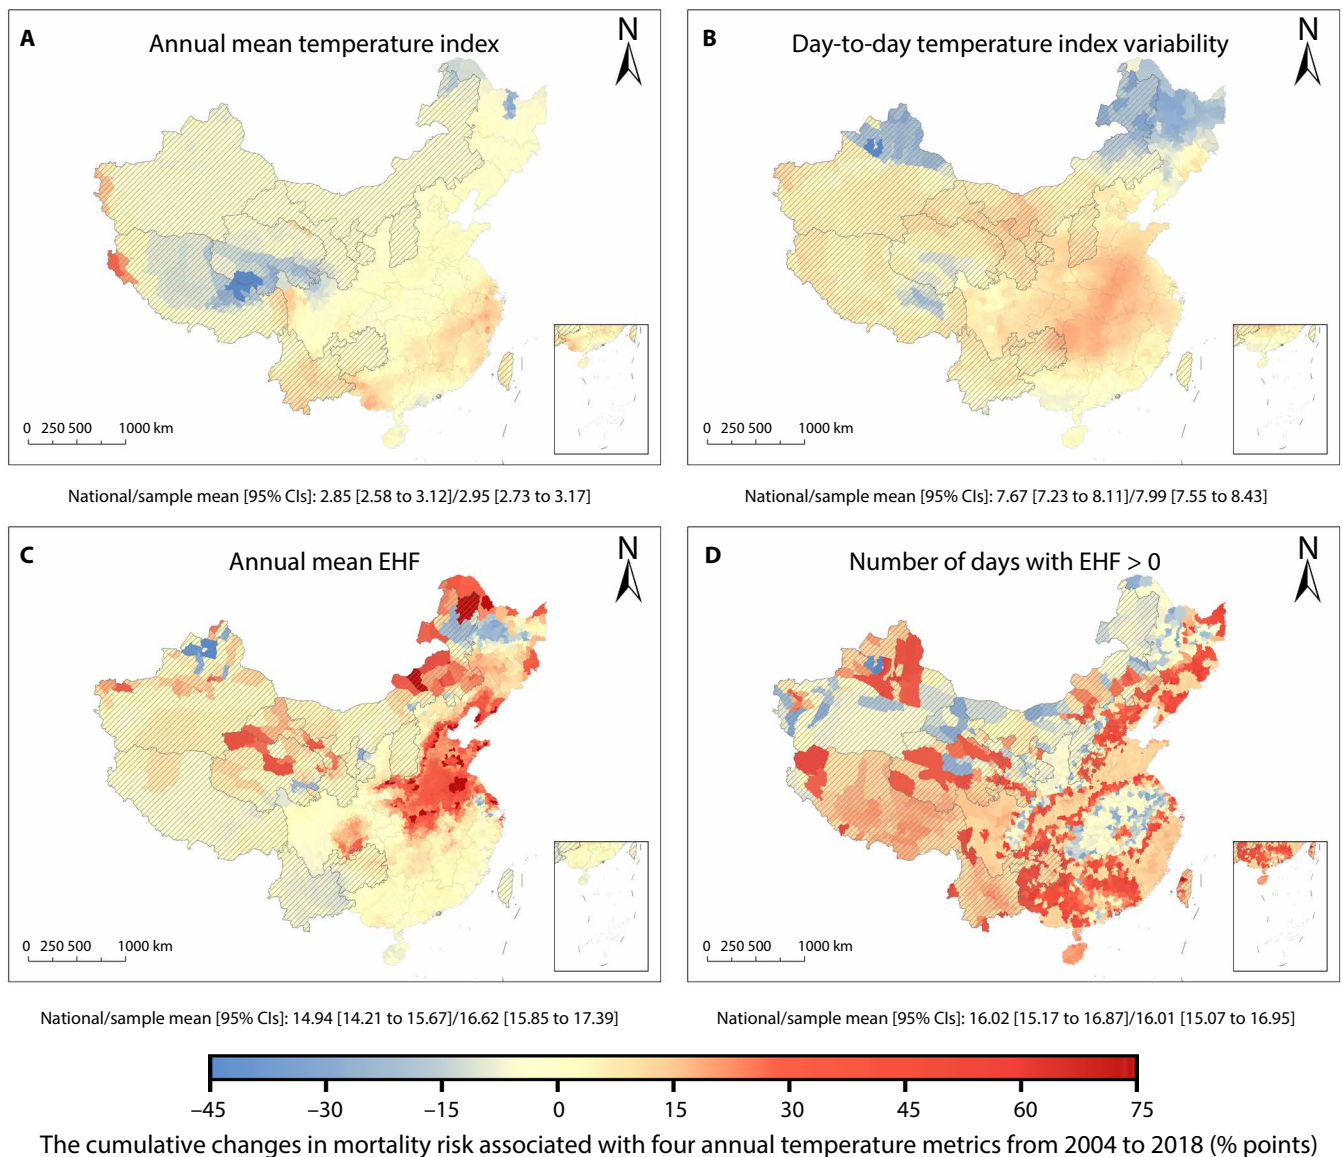 A
Annual mean temperature index
N
0 250 500 1000 km
National/sample mean [95% CIs]: 2.85 [2.58 to 3.12]/2.95 [2.73 to 3.17]
B
Day-to-day temperature index variability
N
0 250 500 1000 km
National/sample mean [95% CIs]: 7.67 [7.23 to 8.11]/7.99 [7.55 to 8.43]
C
Annual mean EHF
N
0 250 500 1000 km
National/sample mean [95% CIs]: 14.94 [14.21 to 15.67]/16.62 [15.85 to 17.39]
D
Number of days with EHF > 0
N
0 250 500 1000 km
National/sample mean [95% CIs]: 16.02 [15.17 to 16.87]/16.01 [15.07 to 16.95]
−45 −30 −15 0 15 30 45 60 75
The cumulative changes in mortality risk associated with four annual temperature metrics from 2004 to 2018 (% points)